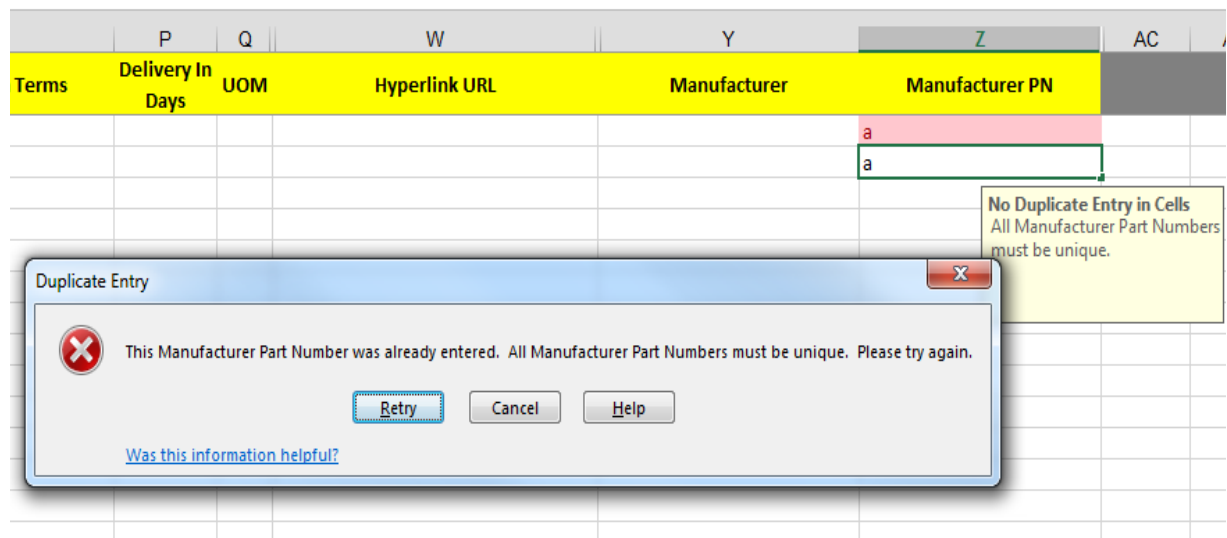 P Q W Y Z AC
Terms Delivery In Days UOM Hyperlink URL Manufacturer Manufacturer PN
a
a
No Duplicate Entry in Cells
All Manufacturer Part Numbers
must be unique.
Duplicate Entry
X
This Manufacturer Part Number was already entered. All Manufacturer Part Numbers must be unique. Please try again.
Retry Cancel Help
Was this information helpful?